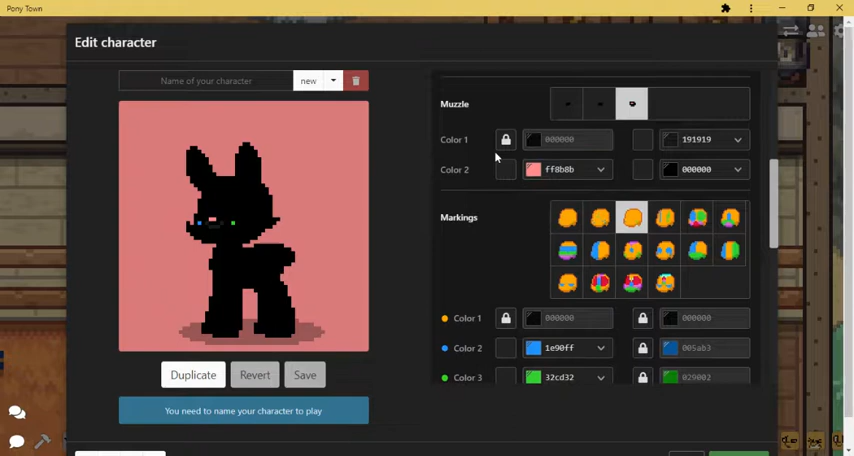 Pony Town
Edit character
Name of your character new
Muzzle
Color 1 000000 191919
Color 2 ff8b8b 000000
Markings
Color 1 000000 000000
Color 2 1e90ff 005ab3
Color 3 32cd32 029002
Duplicate Revert Save
You need to name your character to play